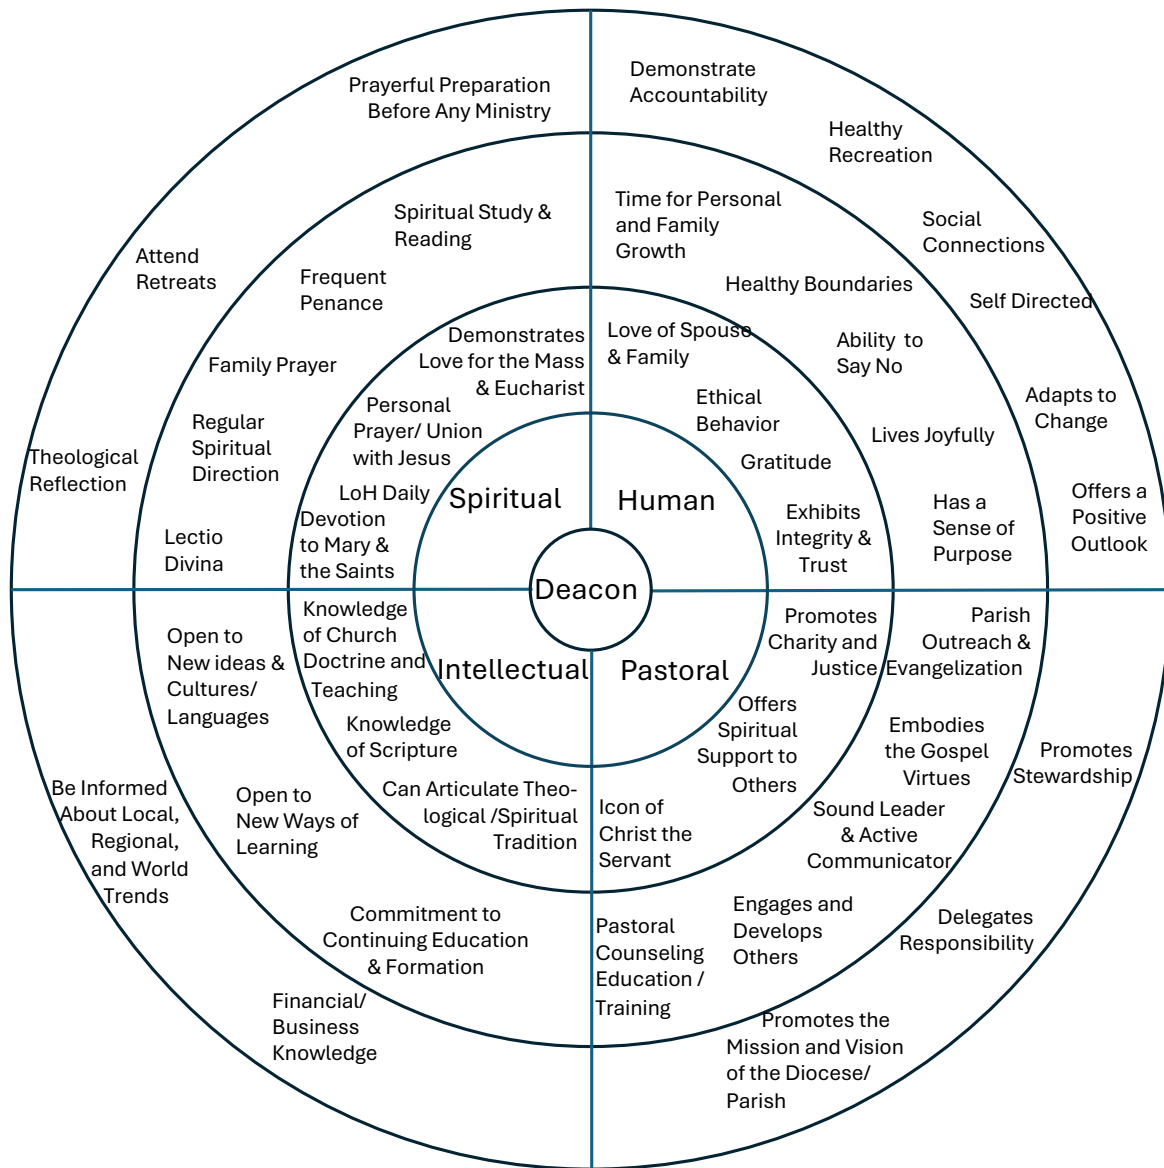 Prayerful Preparation
Before Any Ministry
Attend
Retreats
Theological
Reflection
Spiritual Study &
Reading
Frequent
Penance
Family Prayer
Regular
Spiritual
Direction
Lectio
Divina
Demonstrates
Love for the Mass
& Eucharist
Personal
Prayer/ Union
with Jesus
LoH Daily
Devotion
to Mary &
the Saints
Spiritual
Demonstrate
Accountability
Healthy
Recreation
Social
Connections
Self Directed
Adapts to
Change
Offers a
Positive
Outlook
Time for Personal
and Family
Growth
Healthy Boundaries
Ability to
Say No
Lives Joyfully
Has a
Sense of
Purpose
Love of Spouse
& Family
Ethical
Behavior
Gratitude
Exhibits
Integrity &
Trust
Human
Deacon
Intellectual
Knowledge
of Church
Doctrine and
Teaching
Knowledge
of Scripture
Can Articulate Theo-
logical /Spiritual
Tradition
Open to
New ideas &
Cultures/
Languages
Open to
New Ways of
Learning
Commitment to
Continuing Education
& Formation
Be Informed
About Local,
Regional,
and World
Trends
Financial/
Business
Knowledge
Pastoral
Promotes
Charity and
Justice
Offers
Spiritual
Support to
Others
Icon of
Christ the
Servant
Parish
Outreach &
Evangelization
Embodies
the Gospel
Virtues
Sound Leader
& Active
Communicator
Engages and
Develops
Others
Pastoral
Counseling
Education /
Training
Promotes
Stewardship
Delegates
Responsibility
Promotes the
Mission and Vision
of the Diocese/
Parish